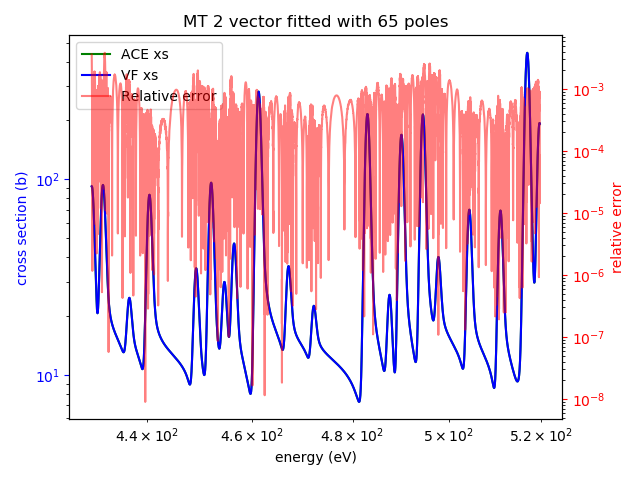 MT 2 vector fitted with 65 poles
ACE xs
VF xs
Relative error
cross section (b)
10²
10¹
10⁻³
10⁻⁴
10⁻⁵
10⁻⁶
10⁻⁷
10⁻⁸
relative error
4.4 × 10² 4.6 × 10² 4.8 × 10² 5 × 10² 5.2 × 10²
energy (eV)